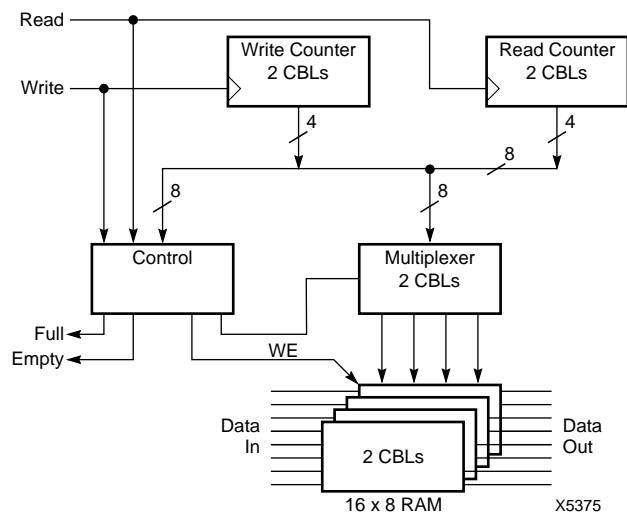 Read
Write Counter
2 CBLs
Read Counter
2 CBLs
Write
4
4
8
8
8
Control
Multiplexer
2 CBLs
Full
Empty
WE
Data
In
Data
Out
2 CBLs
16 x 8 RAM
X5375